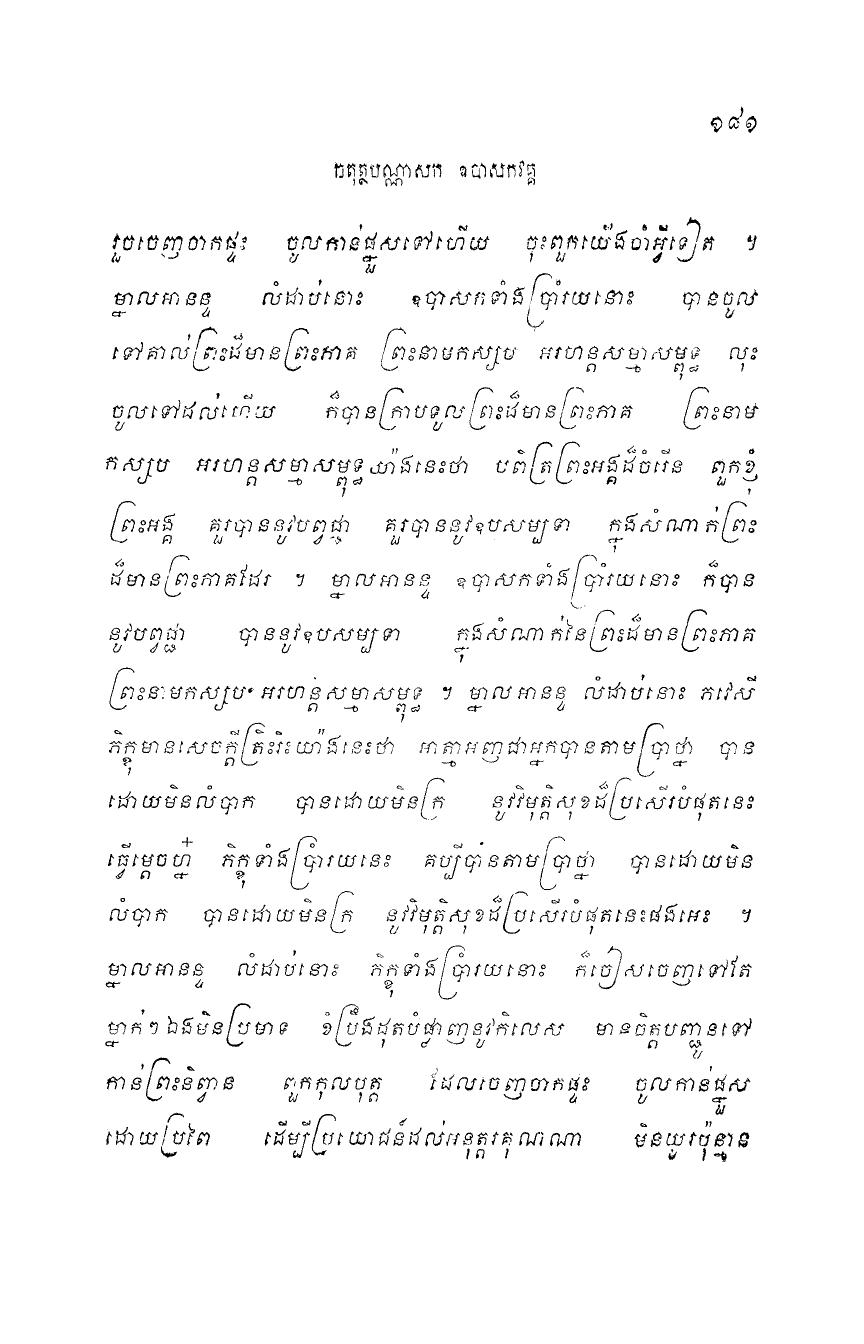 ១៨១
ចតុត្ថបណ្ណាសក ឧបាសកវគ្គ
រួចចេញចាកផ្ទះ ចូលកាន់ផ្នួសទៅហើយ ចុះពួកយើងចាំអ្វីទៀត ។
ម្នាលអានន្ទ លំដាប់នោះ ឧបាសកទាំងប្រាំរយនោះ បានចូល
ទៅគាល់ព្រះដ៏មានព្រះភាគ ព្រះនាមកស្សប អរហន្តសម្មាសម្ពុទ្ធ លុះ
ចូលទៅដល់ហើយ ក៏បានក្រាបទូលព្រះដ៏មានព្រះភាគ ព្រះនាម
កស្សប អរហន្តសម្មាសម្ពុទ្ធយ៉ាងនេះថា បពិត្រព្រះអង្គដ៏ចំរើន ពួកខ្ញុំ
ព្រះអង្គ គួរបាននូវបព្វជ្ជា គួរបាននូវឧបសម្បទា ក្នុងសំណាក់ព្រះ
ដ៏មានព្រះភាគដែរ ។ ម្នាលអានន្ទ ឧបាសកទាំងប្រាំរយនោះ ក៏បាន
នូវបព្វជ្ជា បាននូវឧបសម្បទា ក្នុងសំណាក់នៃព្រះដ៏មានព្រះភាគ
ព្រះនាមកស្សប អរហន្តសម្មាសម្ពុទ្ធ ។ ម្នាលអានន្ទ លំដាប់នោះ ភវេសី
ភិក្ខុមានសេចក្តីត្រិះរិះយ៉ាងនេះថា អាត្មាអញជាអ្នកបានតាមប្រាថ្នា បាន
ដោយមិនលំបាក បានដោយមិនក្រ នូវវិមុត្តិសុខដ៏ប្រសើរបំផុតនេះ
ធ្វើម្តេចហ្ន៎ ភិក្ខុទាំងប្រាំរយនេះ គប្បីបានតាមប្រាថ្នា បានដោយមិន
លំបាក បានដោយមិនក្រ នូវវិមុត្តិសុខដ៏ប្រសើរបំផុតនេះផងអេះ ។
ម្នាលអានន្ទ លំដាប់នោះ ភិក្ខុទាំងប្រាំរយនោះ ក៏ចៀសចេញទៅតែ
ម្នាក់ៗឯងមិនប្រមាទ ខំប្រឹងដុតបំផ្លាញនូវកិលេស មានចិត្តបញ្ជូនទៅ
កាន់ព្រះនិព្វាន ពួកកុលបុត្ត ដែលចេញចាកផ្ទះ ចូលកាន់ផ្នួស
ដោយប្រពៃ ដើម្បីប្រយោជន៍ដល់អនុត្តរគុណណា មិនយូរប៉ុន្មាន